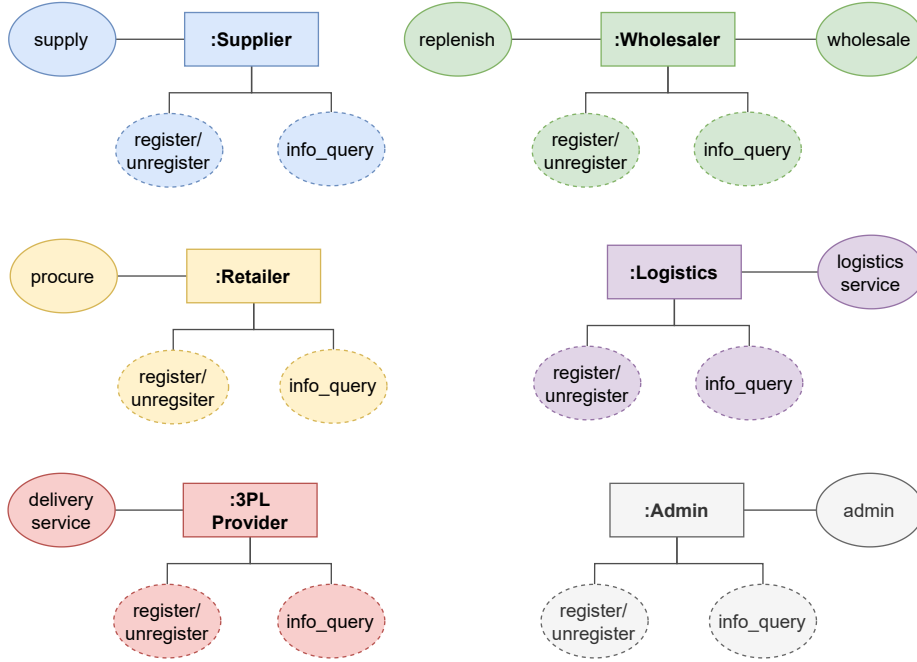 supply
:Supplier
register/
unregister
info_query
replenish
:Wholesaler
wholesale
register/
unregister
info_query
procure
:Retailer
register/
unregsiter
info_query
:Logistics
logistics
service
register/
unregister
info_query
delivery
service
:3PL
Provider
register/
unregister
info_query
:Admin
admin
register/
unregister
info_query